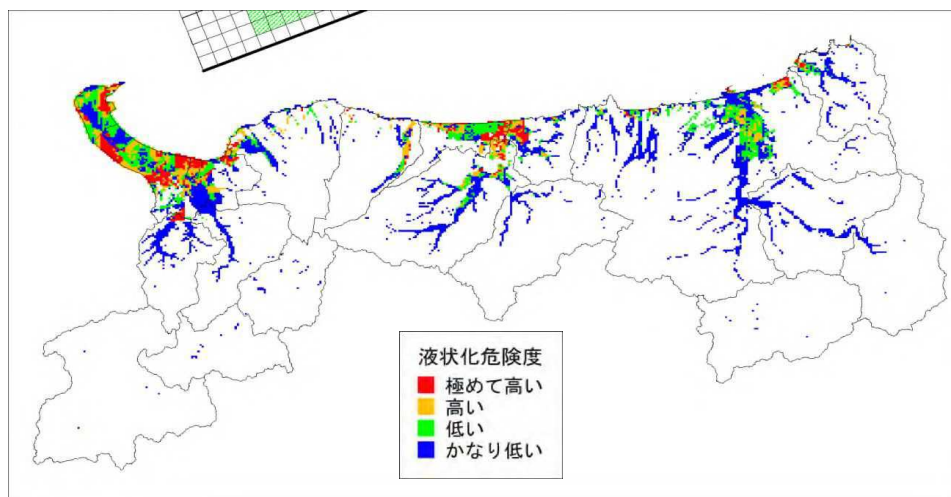 液状化危険度
極めて高い
高い
低い
かなり低い